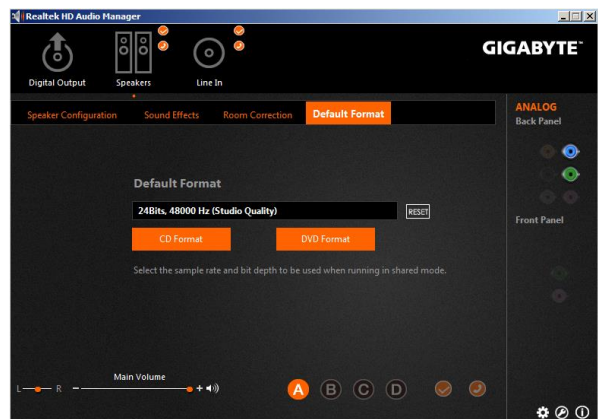 Realtek HD Audio Manager
GIGABYTE™
Digital Output
Speakers
Line In
Speaker Configuration
Sound Effects
Room Correction
Default Format
ANALOG
Back Panel
Default Format
24Bits, 48000 Hz (Studio Quality)
RESET
CD Format
DVD Format
Front Panel
Select the sample rate and bit depth to be used when running in shared mode.
Main Volume
L
R
A
B
C
D